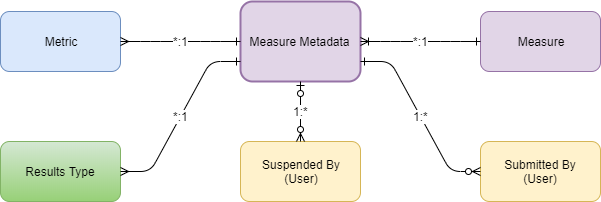 Metric
*:1
Measure Metadata
*:1
Measure
*:1
1:*
1:*
Results Type
Suspended By
(User)
Submitted By
(User)